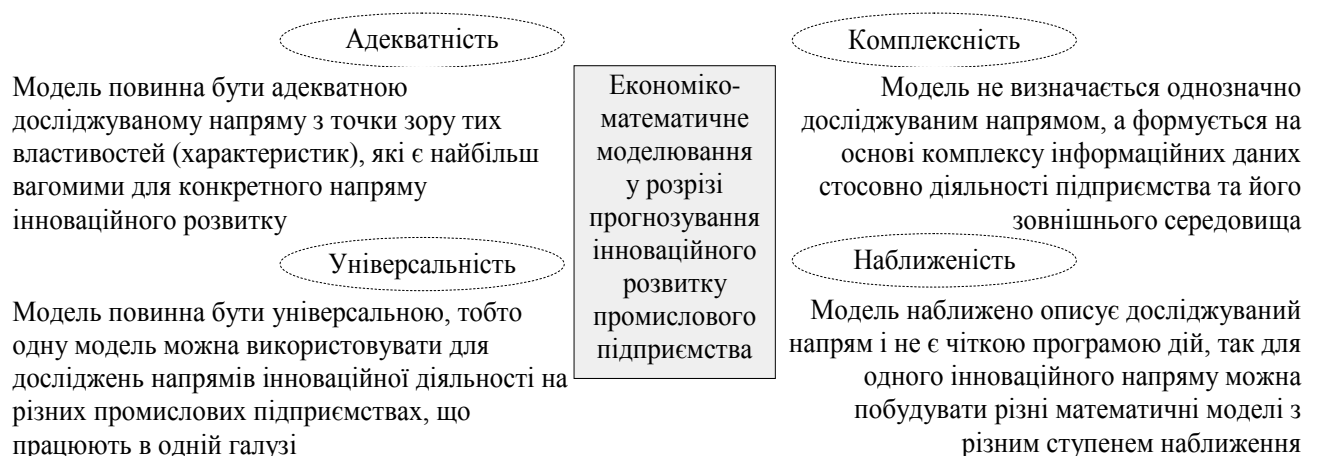 Адекватність
Модель повинна бути адекватною
досліджуваному напряму з точки зору тих
властивостей (характеристик), які є найбільш
вагомими для конкретного напряму
інноваційного розвитку
Універсальність
Модель повинна бути універсальною, тобто
одну модель можна використовувати для
досліджень напрямів інноваційної діяльності на
різних промислових підприємствах, що
працюють в одній галузі
Економіко-
математичне
моделювання
у розрізі
прогнозування
інноваційного
розвитку
промислового
підприємства
Комплексність
Модель не визначається однозначно
досліджуваним напрямом, а формується на
основі комплексу інформаційних даних
стосовно діяльності підприємства та його
зовнішнього середовища
Наближеність
Модель наближено описує досліджуваний
напрям і не є чіткою програмою дій, так для
одного інноваційного напряму можна
побудувати різні математичні моделі з
різним ступенем наближення